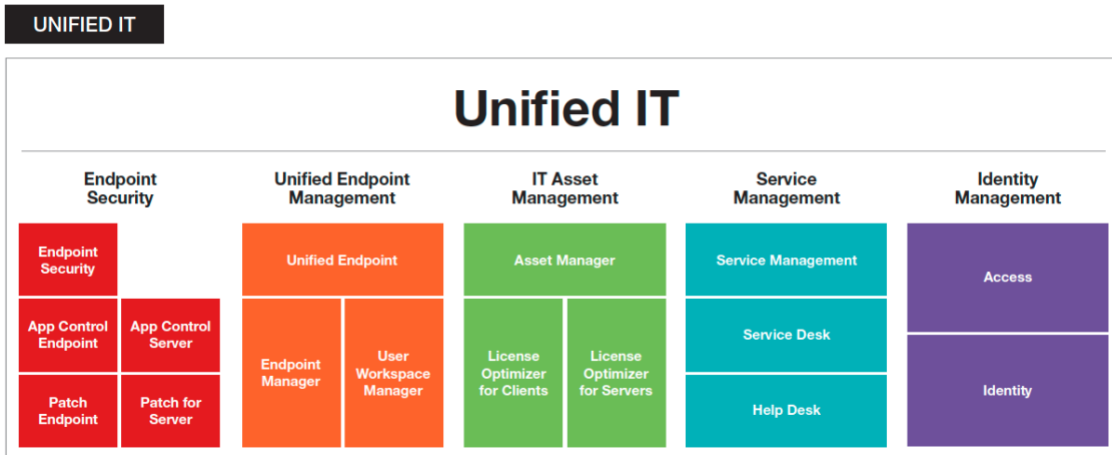 UNIFIED IT
Unified IT
Endpoint
Security
Unified Endpoint
Management
IT Asset
Management
Service
Management
Identity
Management
Endpoint
Security
App Control
Endpoint
App Control
Server
Patch
Endpoint
Patch for
Server
Unified Endpoint
Endpoint
Manager
User
Workspace
Manager
Asset Manager
License
Optimizer
for Clients
License
Optimizer
for Servers
Service Management
Service Desk
Help Desk
Access
Identity